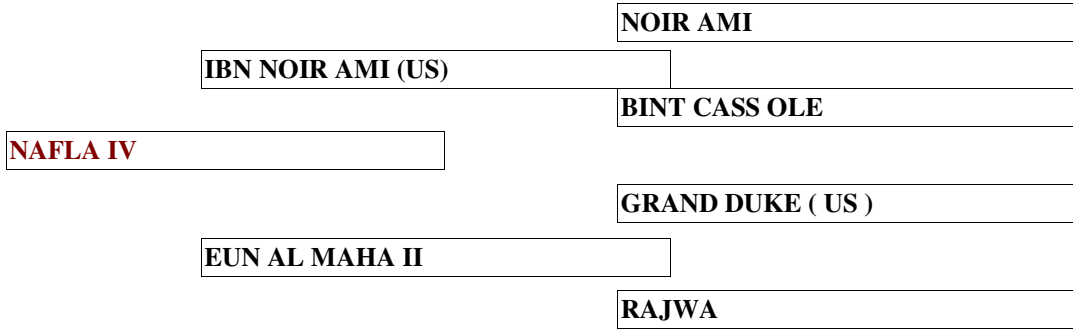 NOIR AMI
IBN NOIR AMI (US)
BINT CASS OLE
NAFLA IV
GRAND DUKE ( US )
EUN AL MAHA II
RAJWA